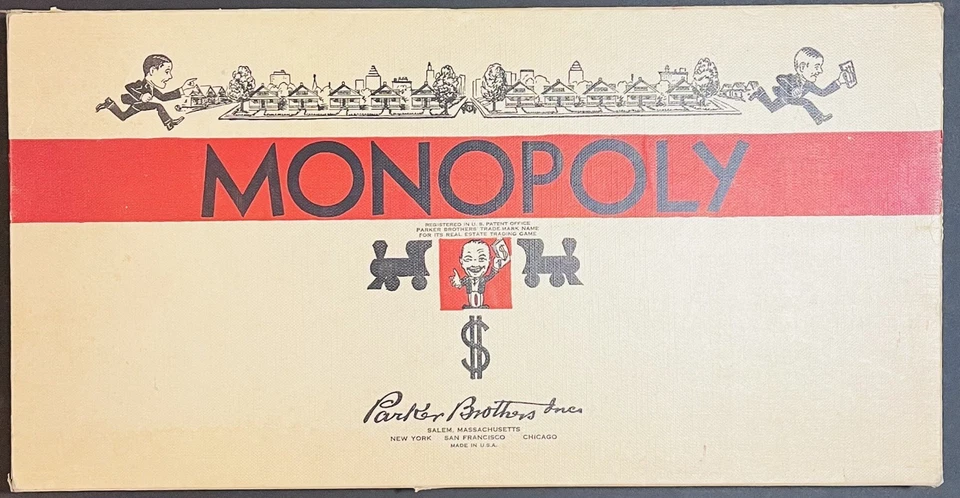 MONOPOLY
REGISTERED IN U. S. PATENT OFFICE
PARKER BROTHERS' TRADE MARK NAME
FOR ITS REAL ESTATE TRADING GAME
$
Parker Brothers Inc
SALEM, MASSACHUSETTS
NEW YORK SAN FRANCISCO CHICAGO
MADE IN U.S.A.